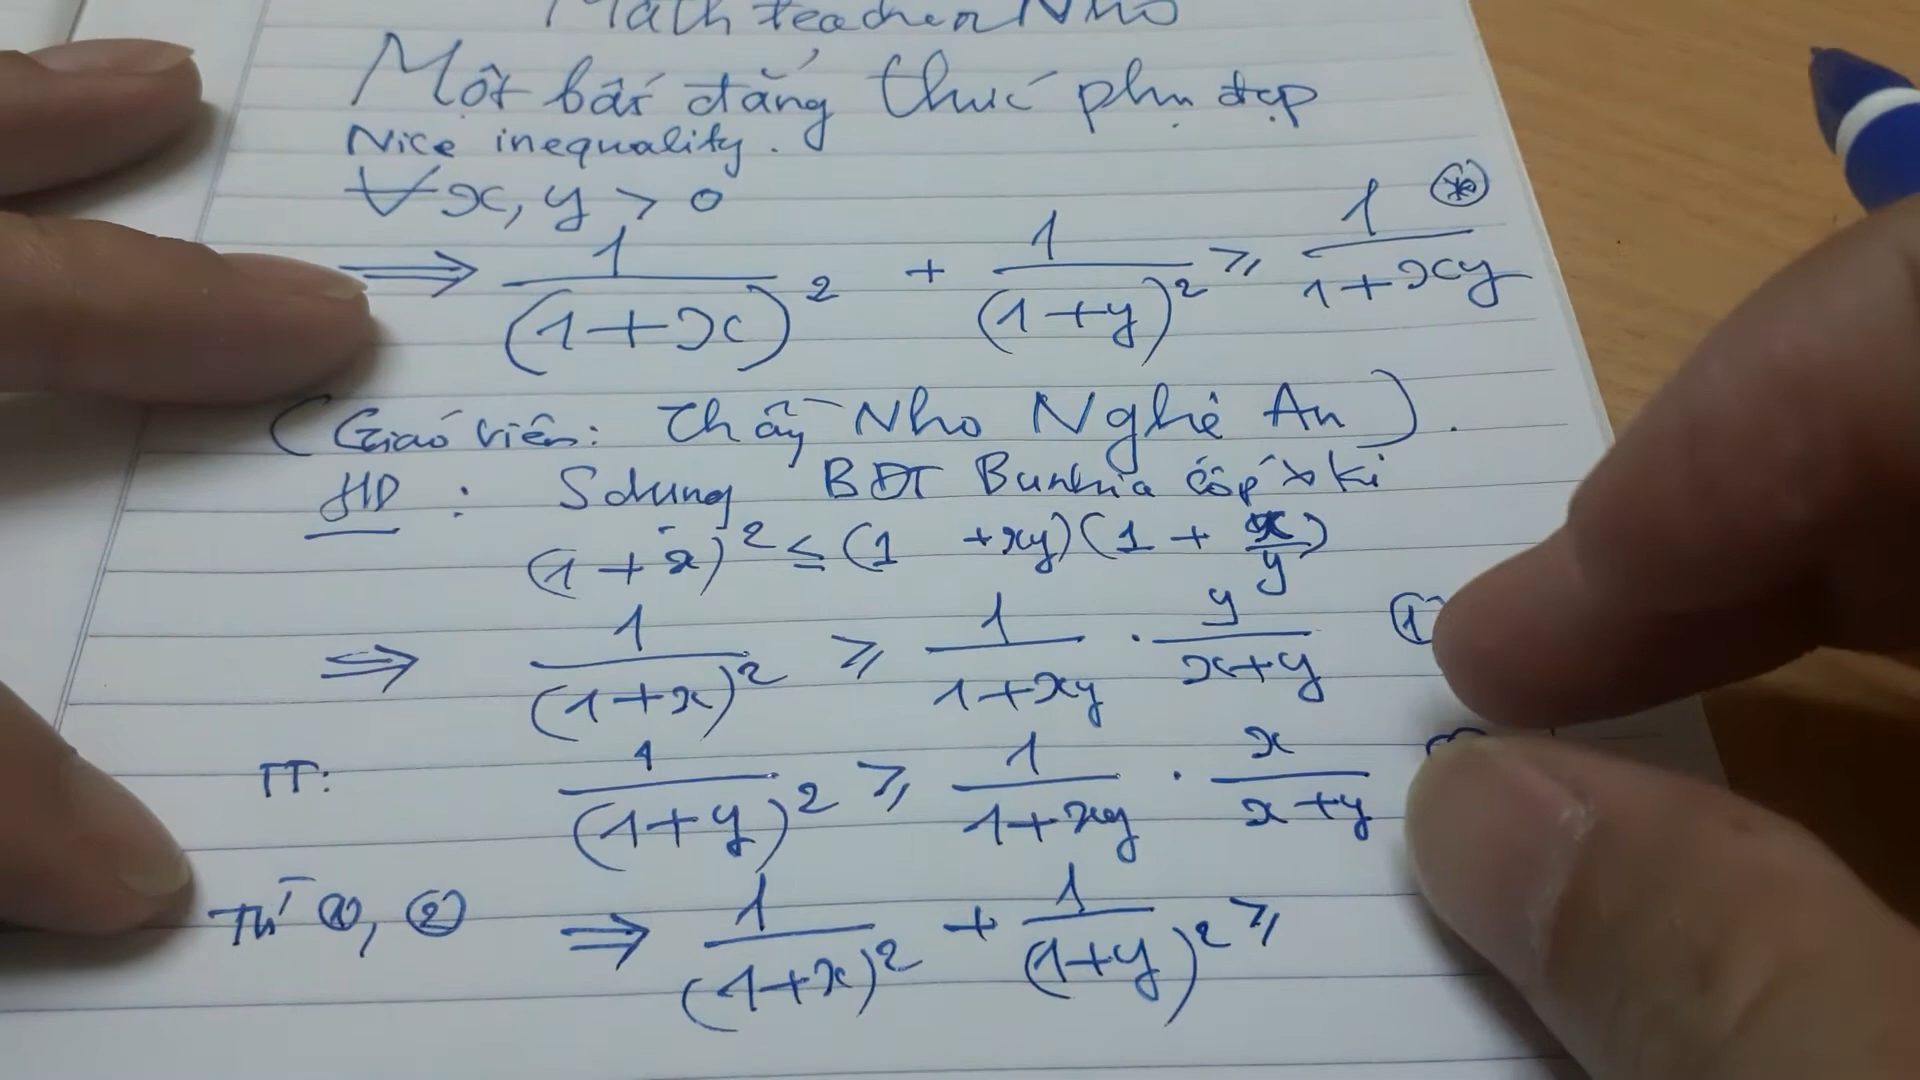 Math teacher Nho
Một bất đẳng thức phụ đẹp
Nice inequality.
∀x, y > 0
⟹ 1/(1+x)² + 1/(1+y)² ≥ 1/(1+xy) (*)
(Giáo viên: Thầy Nho Nghệ An).
HD: Sdung BĐT Bunhia cốp xki
(1+x)² ≤ (1 +xy)(1 + x/y)
⟹ 1/(1+x)² ≥ 1/(1+xy) · y/(x+y) (1)
TT: 1/(1+y)² ≥ 1/(1+xy) · x/(x+y)
Từ (1), (2) ⟹ 1/(1+x)² + 1/(1+y)² ≥